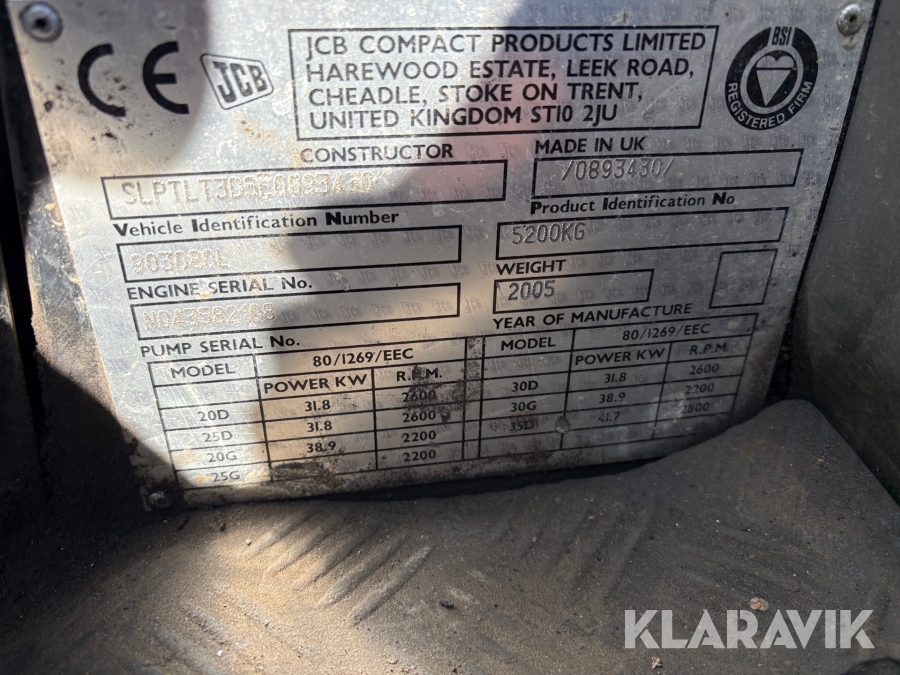 CE
JCB
JCB COMPACT PRODUCTS LIMITED
HAREWOOD ESTATE, LEEK ROAD,
CHEADLE, STOKE ON TRENT,
UNITED KINGDOM ST10 2JU
BSI
REGISTERED FIRM
CONSTRUCTOR
MADE IN UK
/0893430/
Vehicle Identification Number
Product Identification No
5200KG
ENGINE SERIAL No.
WEIGHT
2005
PUMP SERIAL No.
YEAR OF MANUFACTURE
MODEL 80/1269/EEC MODEL 80/1269/EEC
POWER KW R.P.M. POWER KW R.P.M.
20D 31.8 2600 30D 31.8 2600
25D 31.8 2600 30G 38.9 2200
20G 38.9 2200 35D 41.7 2800
25G 2200
KLARAVIK